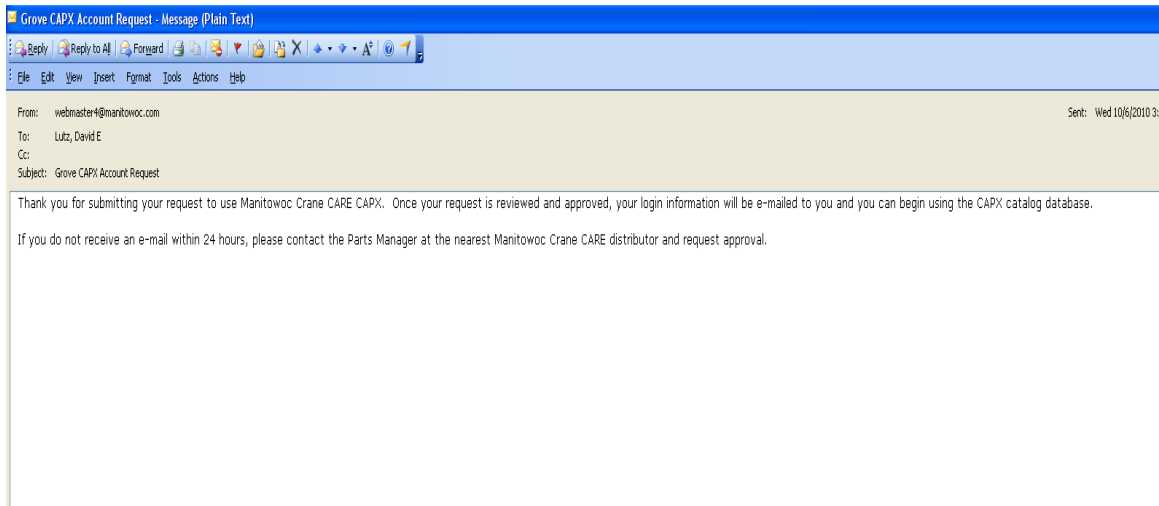 Grove CAPX Account Request - Message (Plain Text)
Reply Reply to All Forward
File Edit View Insert Format Tools Actions Help
From: webmaster4@manitowoc.com Sent: Wed 10/6/2010 3:
To: Lutz, David E
Cc:
Subject: Grove CAPX Account Request
Thank you for submitting your request to use Manitowoc Crane CARE CAPX. Once your request is reviewed and approved, your login information will be e-mailed to you and you can begin using the CAPX catalog database.
If you do not receive an e-mail within 24 hours, please contact the Parts Manager at the nearest Manitowoc Crane CARE distributor and request approval.